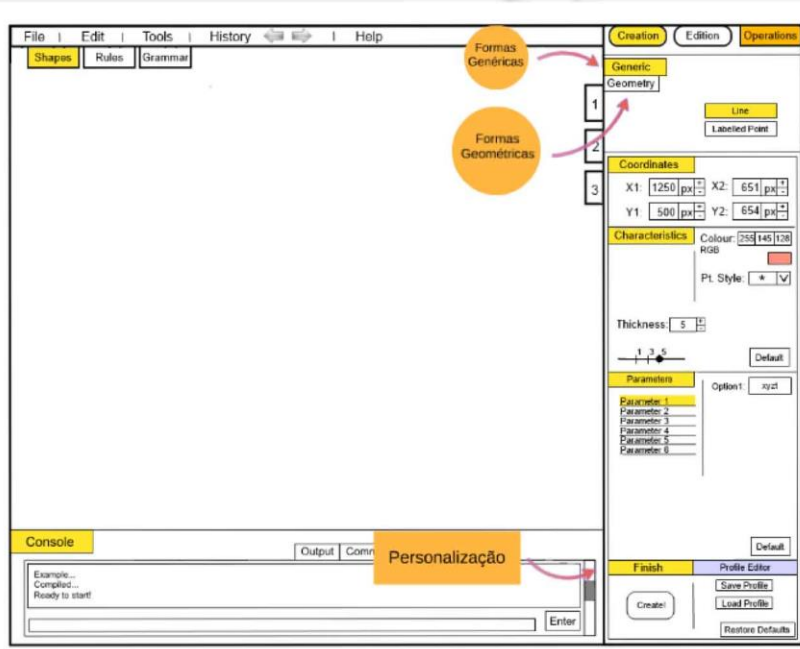 File | Edit | Tools | History | Help
Shapes Rules Grammar
Formas
Genéricas
Formas
Geométricas
1
2
3
Creation Edition Operations
Generic
Geometry
Line
Labelled Point
Coordinates
X1: 1250 px + - X2: 651 px + -
Y1: 500 px + - Y2: 654 px + -
Characteristics Colour: 255 145 128
RGB
Pt. Style: * V
Thickness: 5 + -
1 3 5
Default
Parameters Option1: xyzt
Parameter 1
Parameter 2
Parameter 3
Parameter 4
Parameter 5
Parameter 6
Default
Console
Output
Personalização
Example...
Compiled...
Ready to start!
Enter
Finish Profile Editor
Create!
Save Profile
Load Profile
Restore Defaults